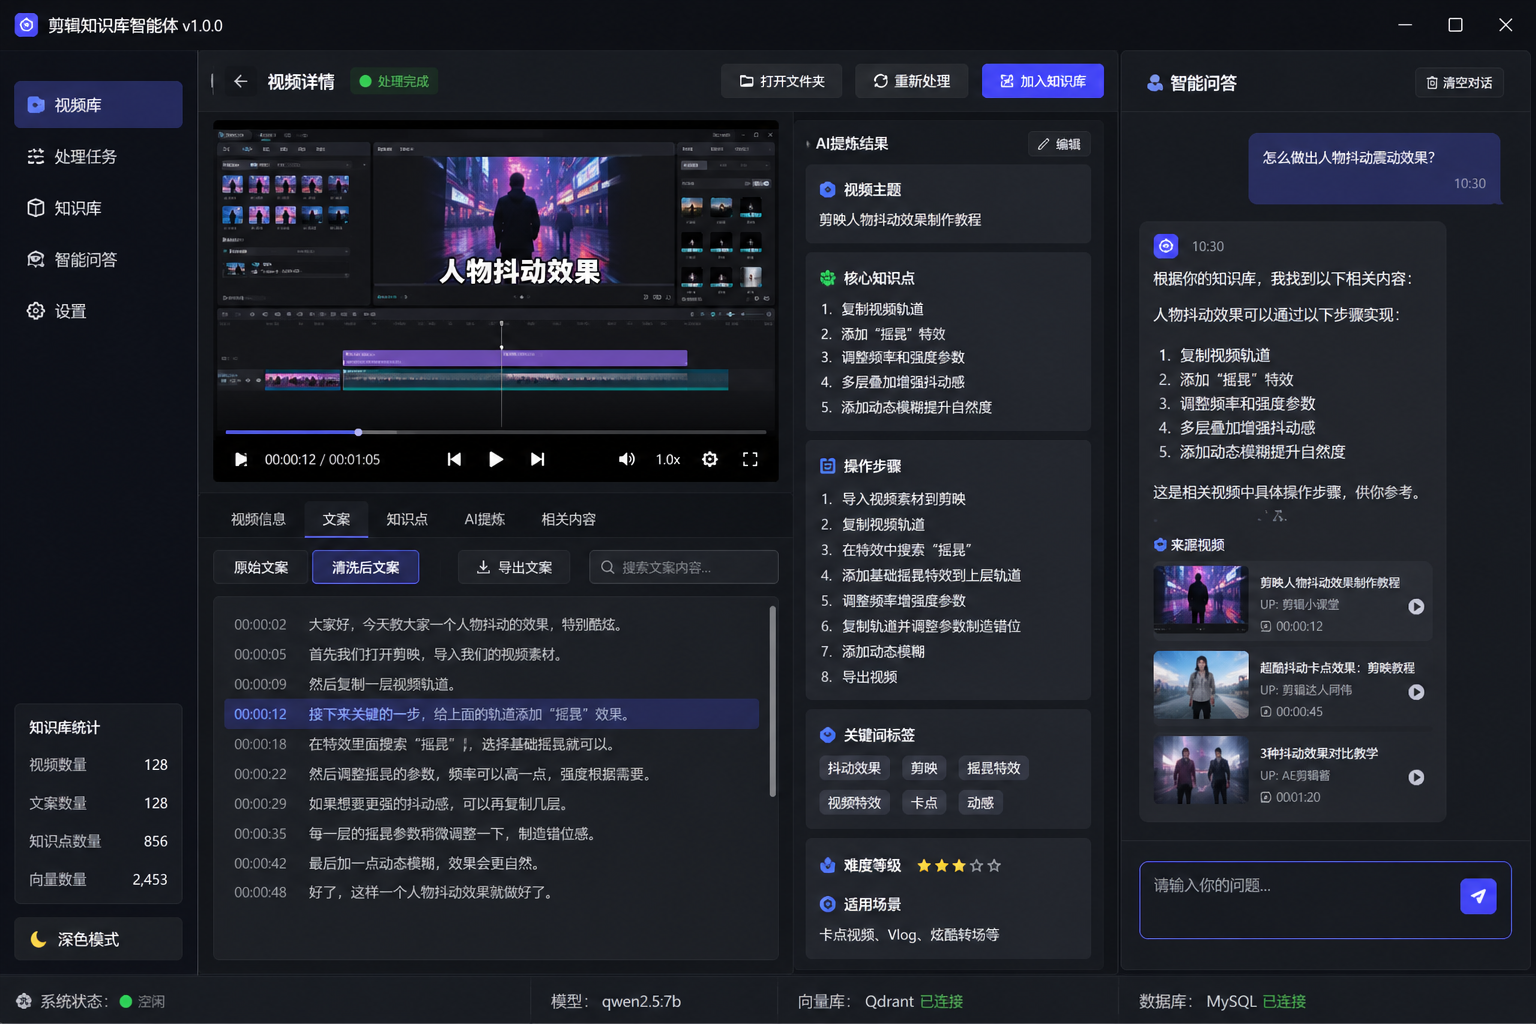 剪辑知识库智能体 v1.0.0
视频库
处理任务
知识库
智能问答
设置
知识库统计
视频数量 128
文案数量 128
知识点数量 856
向量数量 2,453
深色模式
视频详情
处理完成
打开文件夹
重新处理
加入知识库
人物抖动效果
00:00:12 / 00:01:05
1.0x
视频信息
文案
知识点
AI提炼
相关内容
原始文案
清洗后文案
导出文案
搜索文案内容...
00:00:02 大家好，今天教大家一个人物抖动的效果，特别酷炫。
00:00:05 首先我们打开剪映，导入我们的视频素材。
00:00:09 然后复制一层视频轨道。
00:00:12 接下来关键的一步，给上面的轨道添加“摇晃”效果。
00:00:18 在特效里面搜索“摇晃”，选择基础摇晃就可以。
00:00:22 然后调整摇晃的参数，频率可以高一点，强度根据需要。
00:00:29 如果想要更强的抖动感，可以再复制几层。
00:00:35 每一层的摇晃参数稍微调整一下，制造错位感。
00:00:42 最后加一点动态模糊，效果会更自然。
00:00:48 好了，这样一个人物抖动效果就做好了。
AI提炼结果
编辑
视频主题
剪映人物抖动效果制作教程
核心知识点
1. 复制视频轨道
2. 添加“摇晃”特效
3. 调整频率和强度参数
4. 多层叠加增强抖动感
5. 添加动态模糊提升自然度
操作步骤
1. 导入视频素材到剪映
2. 复制视频轨道
3. 在特效中搜索“摇晃”
4. 添加基础摇晃特效到上层轨道
5. 调整频率增强度参数
6. 复制轨道并调整参数制造错位
7. 添加动态模糊
8. 导出视频
关键问标签
抖动效果
剪映
摇晃特效
视频特效
卡点
动感
难度等级
适用场景
卡点视频、Vlog、炫酷转场等
智能问答
清空对话
怎么做出人物抖动震动效果？
10:30
10:30
根据你的知识库，我找到以下相关内容：
人物抖动效果可以通过以下步骤实现：
1. 复制视频轨道
2. 添加“摇晃”特效
3. 调整频率和强度参数
4. 多层叠加增强抖动感
5. 添加动态模糊提升自然度
这是相关视频中具体操作步骤，供你参考。
来源视频
剪映人物抖动效果制作教程
UP: 剪辑小课堂
00:00:12
超酷抖动卡点效果：剪映教程
UP: 剪辑达人阿伟
00:00:45
3种抖动效果对比教学
UP: AE剪辑酱
00:01:20
请输入你的问题...
系统状态： 空闲
模型： qwen2.5:7b
向量库： Qdrant 已连接
数据库： MySQL 已连接